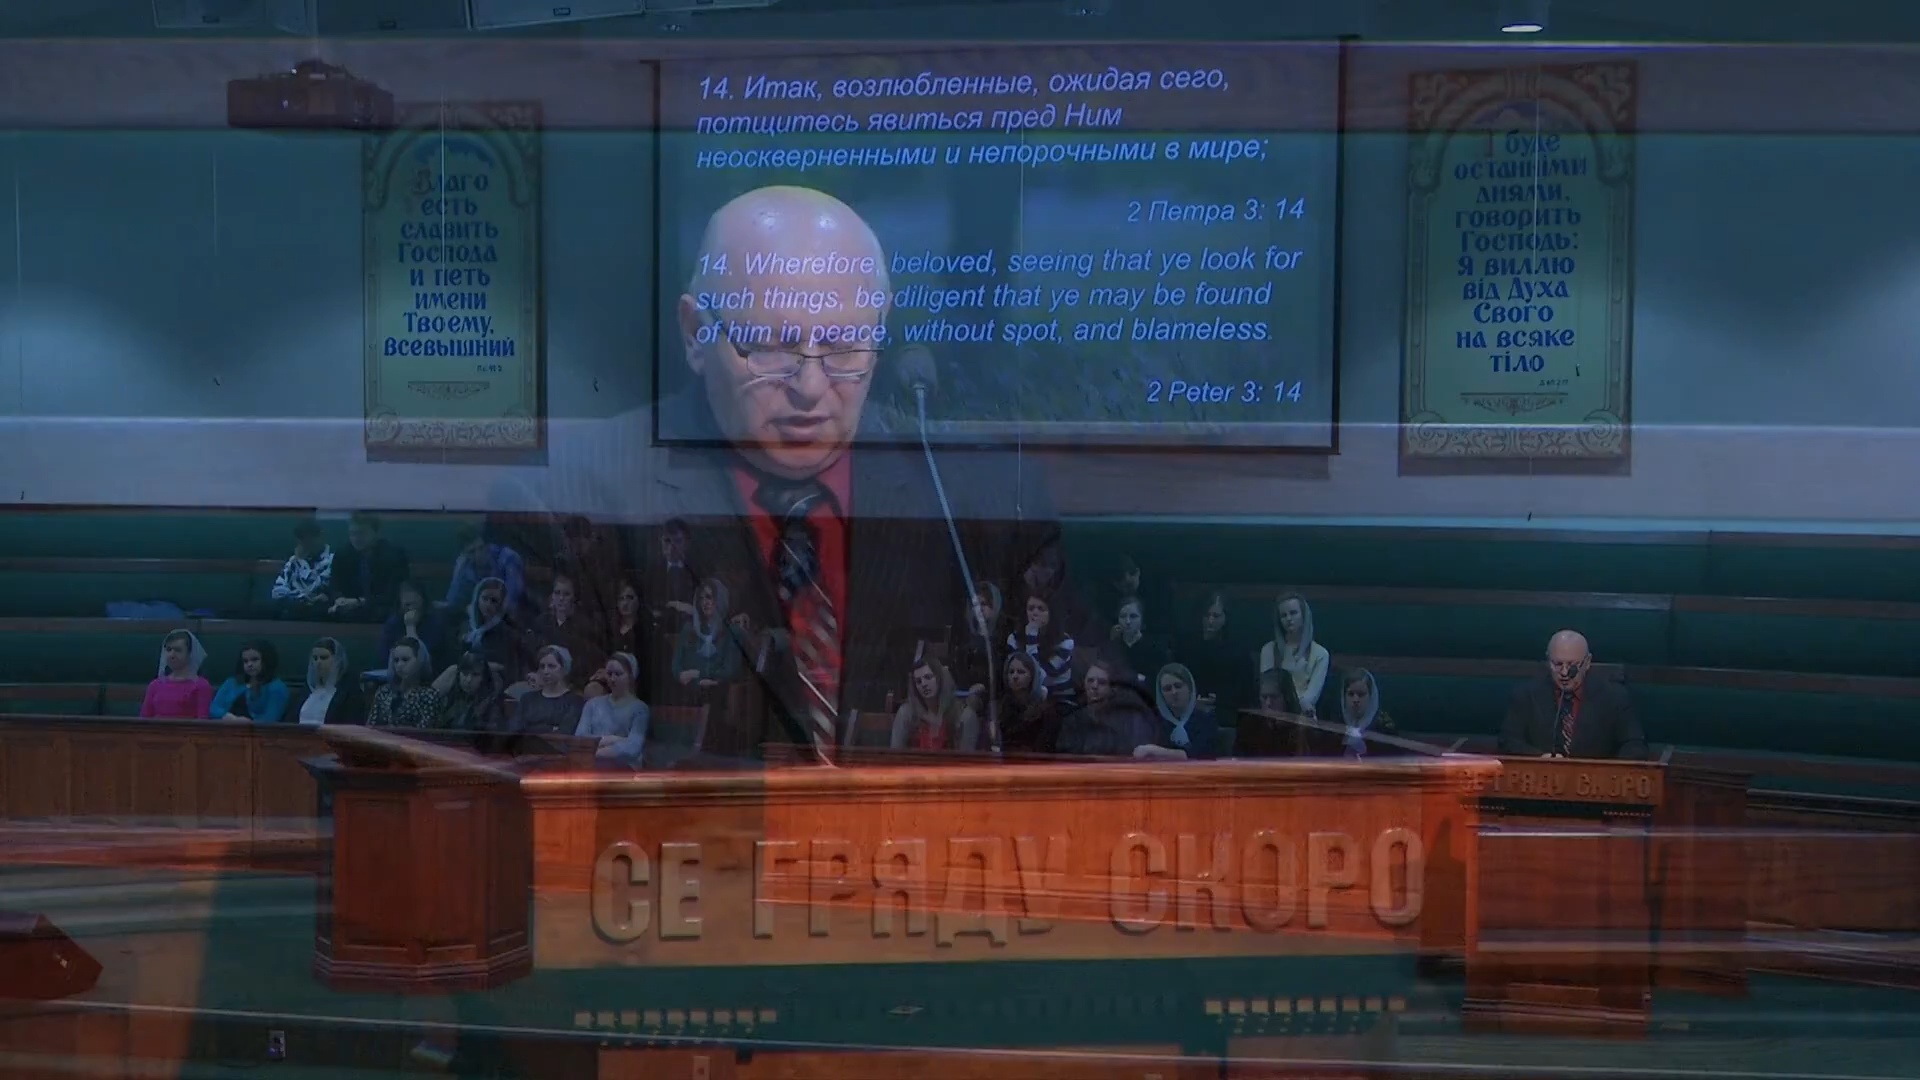 14. Итак, возлюбленные, ожидая сего,
потщитесь явиться пред Ним
неоскверненными и непорочными в мире;
2 Петра 3: 14
14. Wherefore, beloved, seeing that ye look for
such things, be diligent that ye may be found
of him in peace, without spot, and blameless.
2 Peter 3: 14
Благо
есть
славить
Господа
и петь
имени
Твоему,
Всевышний
І буде
останніми
днями,
говорить
Господь:
Я виллю
від Духа
Свого
на всяке
тіло
СЕ ГРЯДУ СКОРО
СЕ ГРЯДУ СКОРО